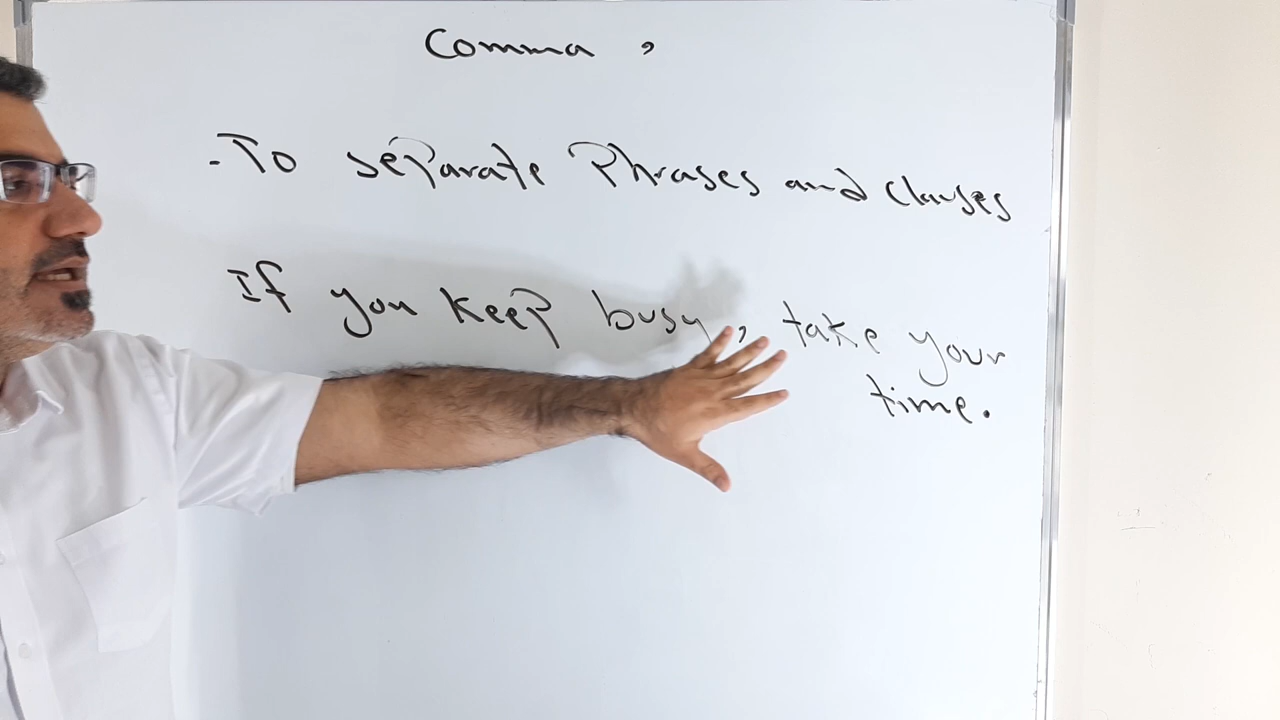 Comma ,
- To separate Phrases and clauses
If you keep busy, take your
time.